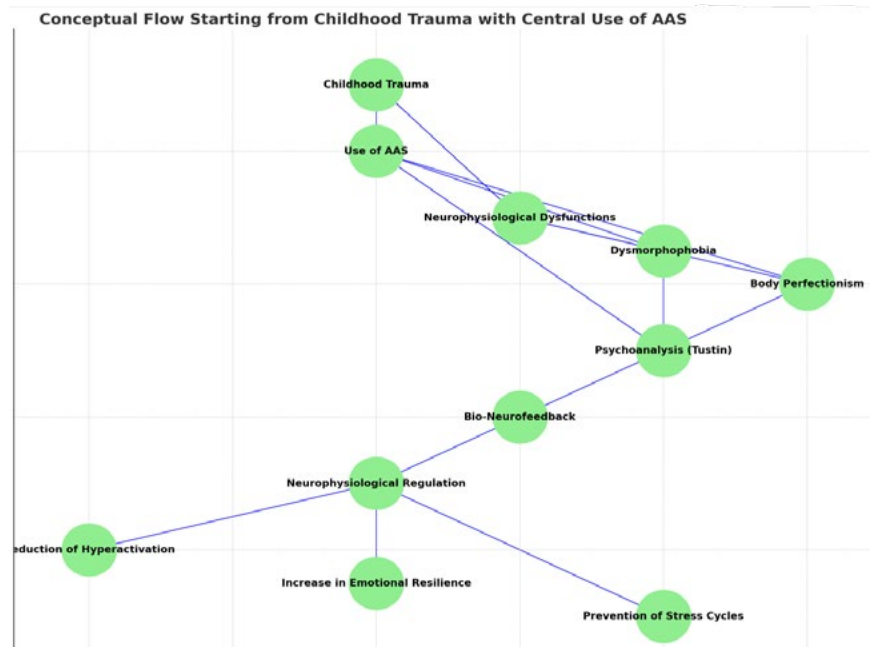 Conceptual Flow Starting from Childhood Trauma with Central Use of AAS
Childhood Trauma
Use of AAS
Neurophysiological Dysfunctions
Dysmorphophobia
Body Perfectionism
Psychoanalysis (Tustin)
Bio-Neurofeedback
Neurophysiological Regulation
eduction of Hyperactivation
Increase in Emotional Resilience
Prevention of Stress Cycles